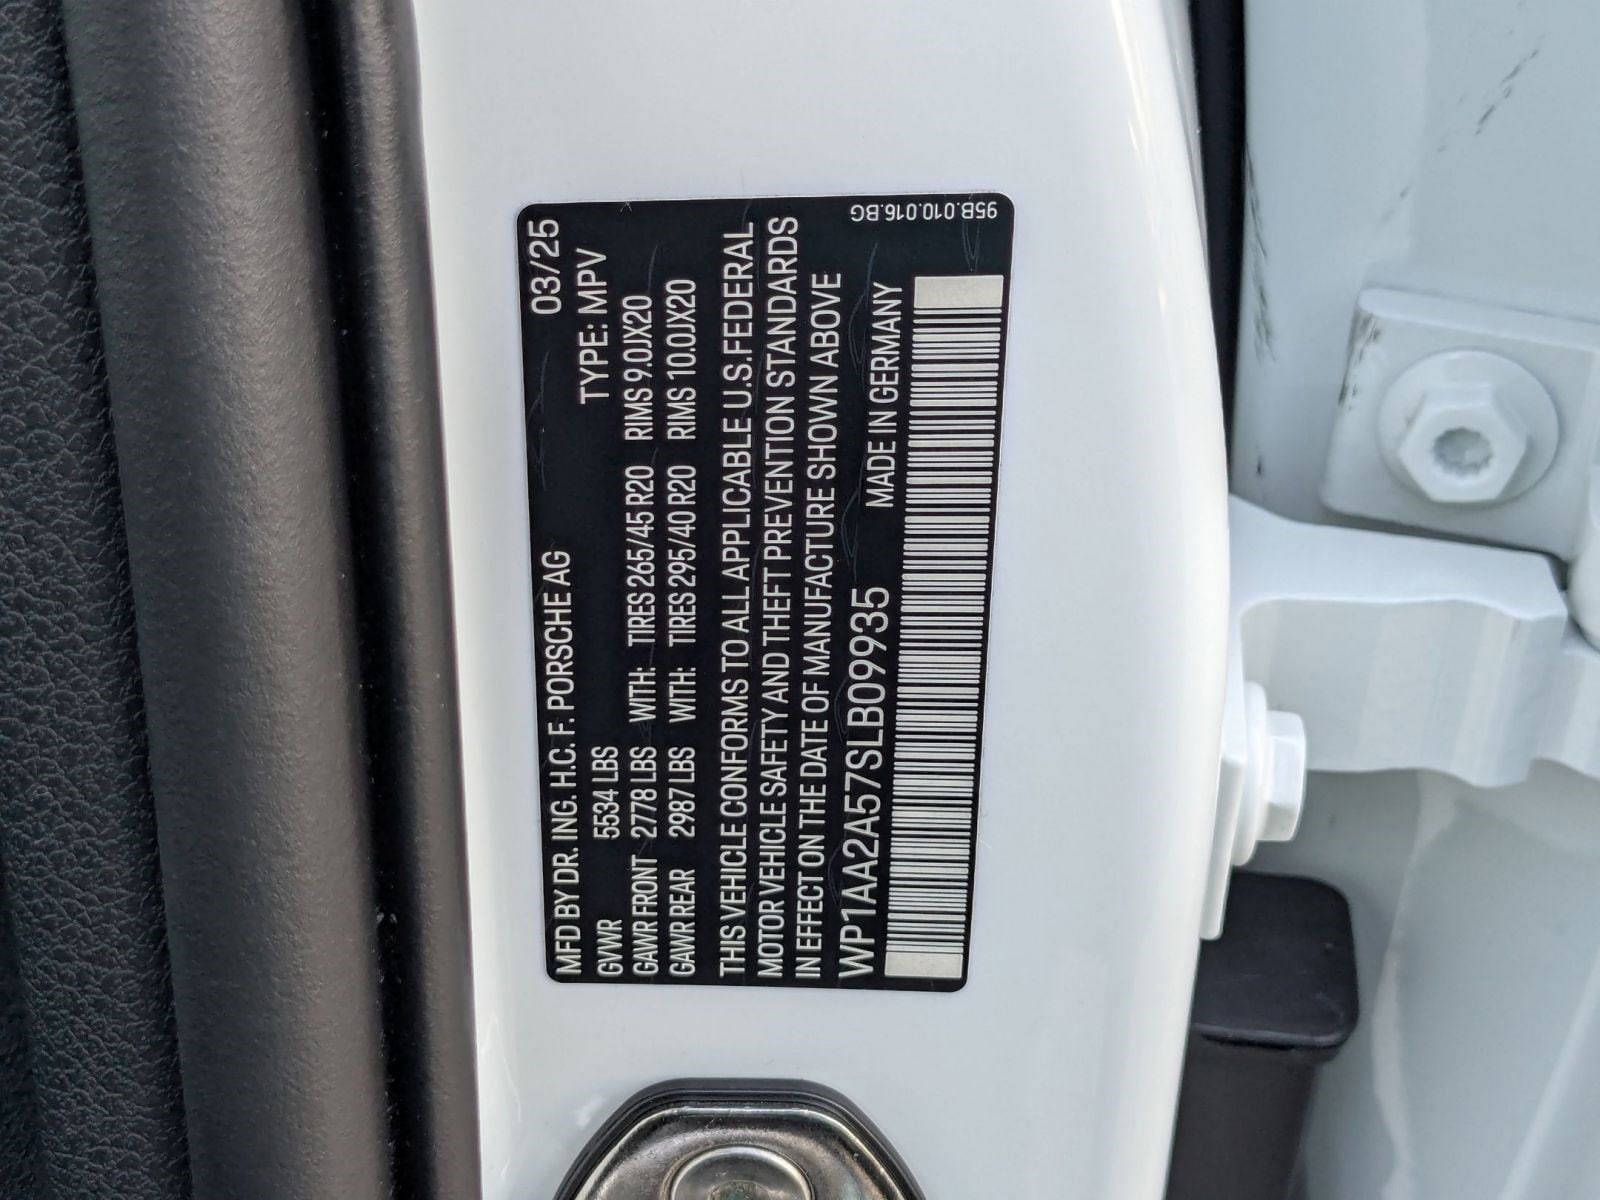 MFD BY DR. ING. H.C. F. PORSCHE AG 03/25
GVWR 5534 LBS TYPE: MPV
GAWR FRONT 2778 LBS WITH: TIRES 265/45 R20 RIMS 9.0JX20
GAWR REAR 2987 LBS WITH: TIRES 295/40 R20 RIMS 10.0JX20
THIS VEHICLE CONFORMS TO ALL APPLICABLE U.S. FEDERAL
MOTOR VEHICLE SAFETY AND THEFT PREVENTION STANDARDS
IN EFFECT ON THE DATE OF MANUFACTURE SHOWN ABOVE
WP1AA2A57SLB09935 MADE IN GERMANY
95B.010.016.BG